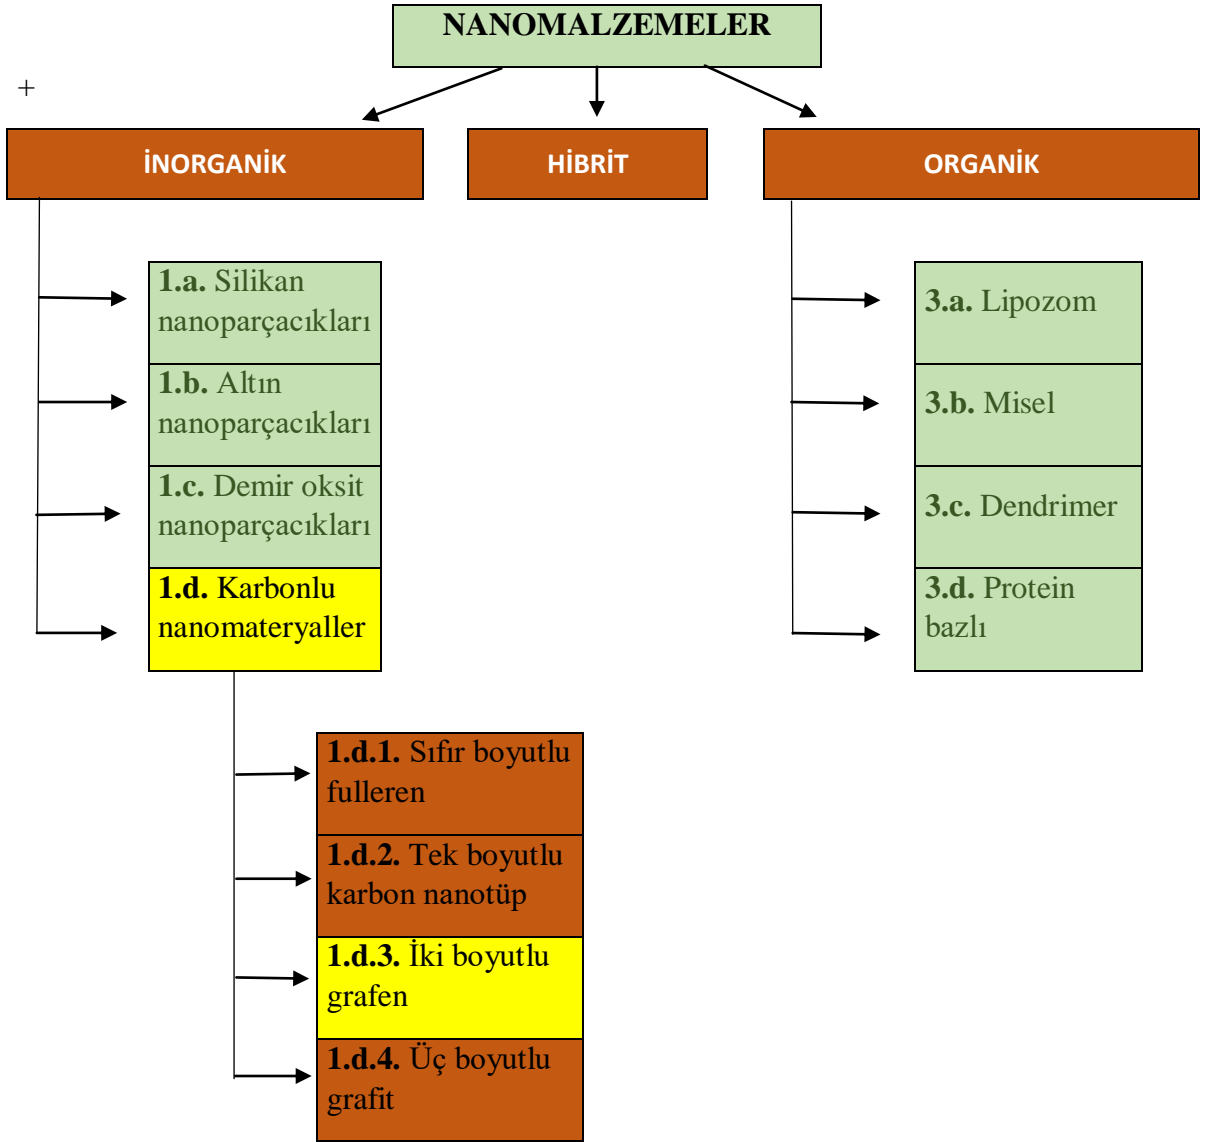 NANOMALZEMELER
+
İNORGANİK
HİBRİT
ORGANİK
1.a. Silikan
nanoparçacıkları
1.b. Altın
nanoparçacıkları
1.c. Demir oksit
nanoparçacıkları
1.d. Karbonlu
nanomateryaller
3.a. Lipozom
3.b. Misel
3.c. Dendrimer
3.d. Protein
bazlı
1.d.1. Sıfır boyutlu
fulleren
1.d.2. Tek boyutlu
karbon nanotüp
1.d.3. İki boyutlu
grafen
1.d.4. Üç boyutlu
grafit